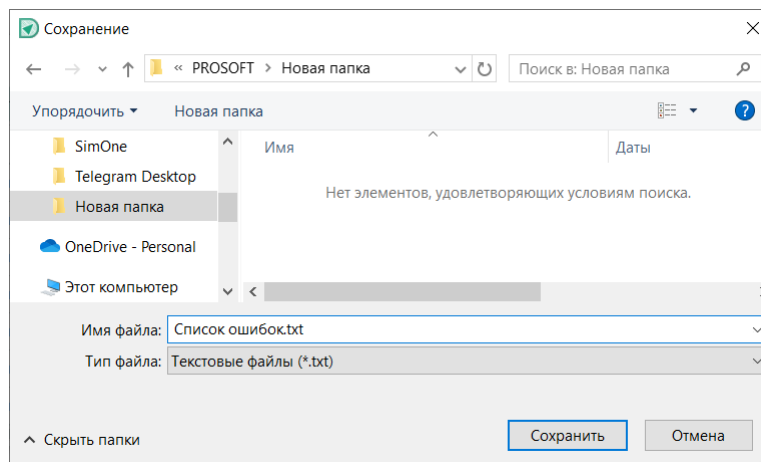 Сохранение
« PROSOFT > Новая папка
Поиск в: Новая папка
Упорядочить
Новая папка
?
SimOne
Telegram Desktop
Новая папка
OneDrive - Personal
Этот компьютер
Имя
Даты
Нет элементов, удовлетворяющих условиям поиска.
Имя файла: Список ошибок.txt
Тип файла: Текстовые файлы (*.txt)
Скрыть папки
Сохранить
Отмена